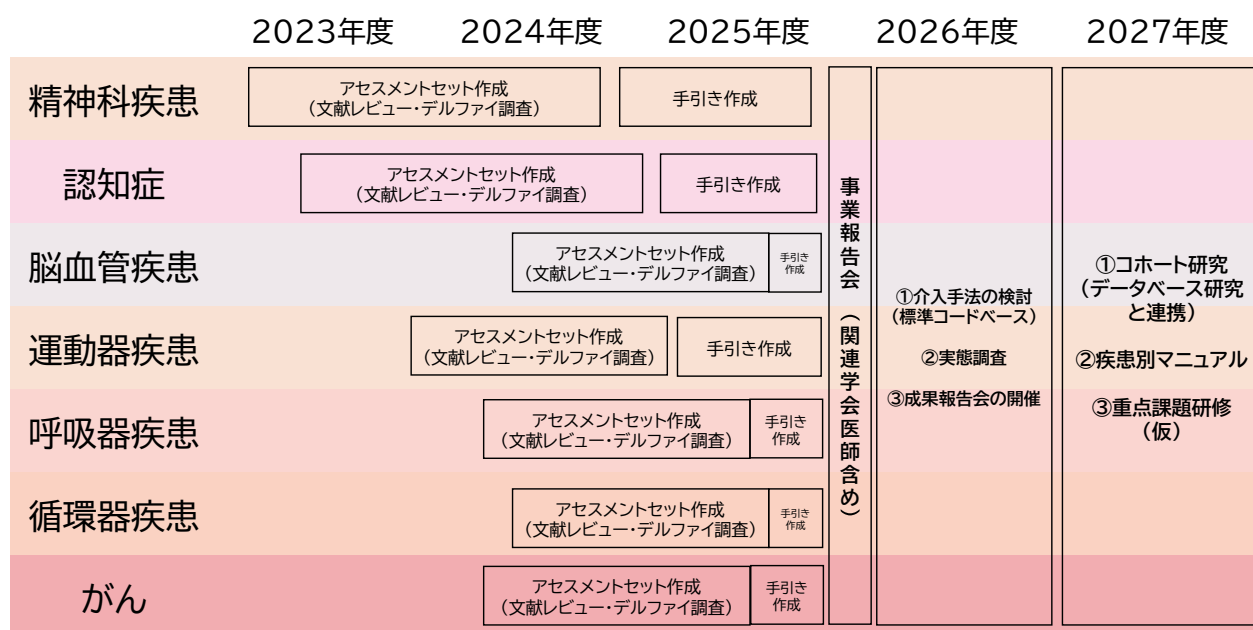 2023年度 2024年度 2025年度 2026年度 2027年度
精神科疾患
アセスメントセット作成
(文献レビュー・デルファイ調査)
手引き作成
認知症
アセスメントセット作成
(文献レビュー・デルファイ調査)
手引き作成
脳血管疾患
アセスメントセット作成
(文献レビュー・デルファイ調査)
手引き
作成
運動器疾患
アセスメントセット作成
(文献レビュー・デルファイ調査)
手引き作成
呼吸器疾患
アセスメントセット作成
(文献レビュー・デルファイ調査)
手引き
作成
循環器疾患
アセスメントセット作成
(文献レビュー・デルファイ調査)
手引き
作成
がん
アセスメントセット作成
(文献レビュー・デルファイ調査)
手引き
作成
事業報告会(関連学会医師含め)
①介入手法の検討
(標準コードベース)
②実態調査
③成果報告会の開催
①コホート研究
(データベース研究
と連携)
②疾患別マニュアル
③重点課題研修
(仮)